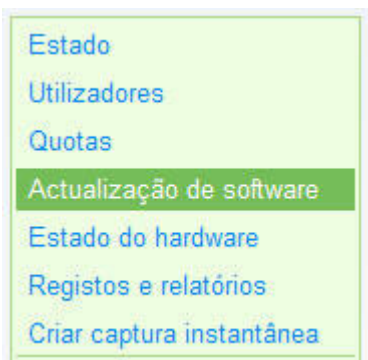 Estado
Utilizadores
Quotas
Actualização de software
Estado do hardware
Registos e relatórios
Criar captura instantânea